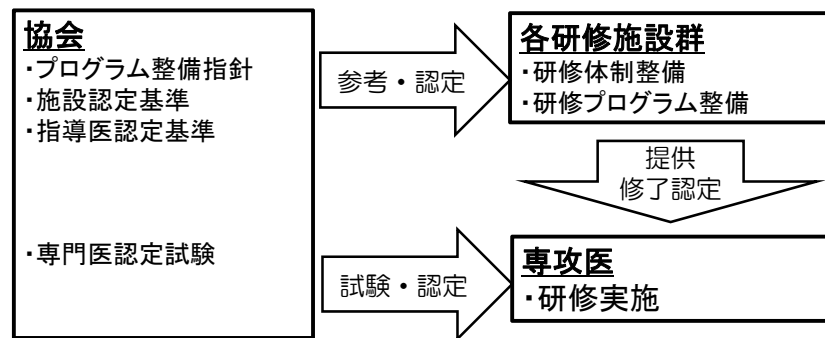 協会
・プログラム整備指針
・施設認定基準
・指導医認定基準
・専門医認定試験
参考・認定
各研修施設群
・研修体制整備
・研修プログラム整備
提供
修了認定
試験・認定
専攻医
・研修実施